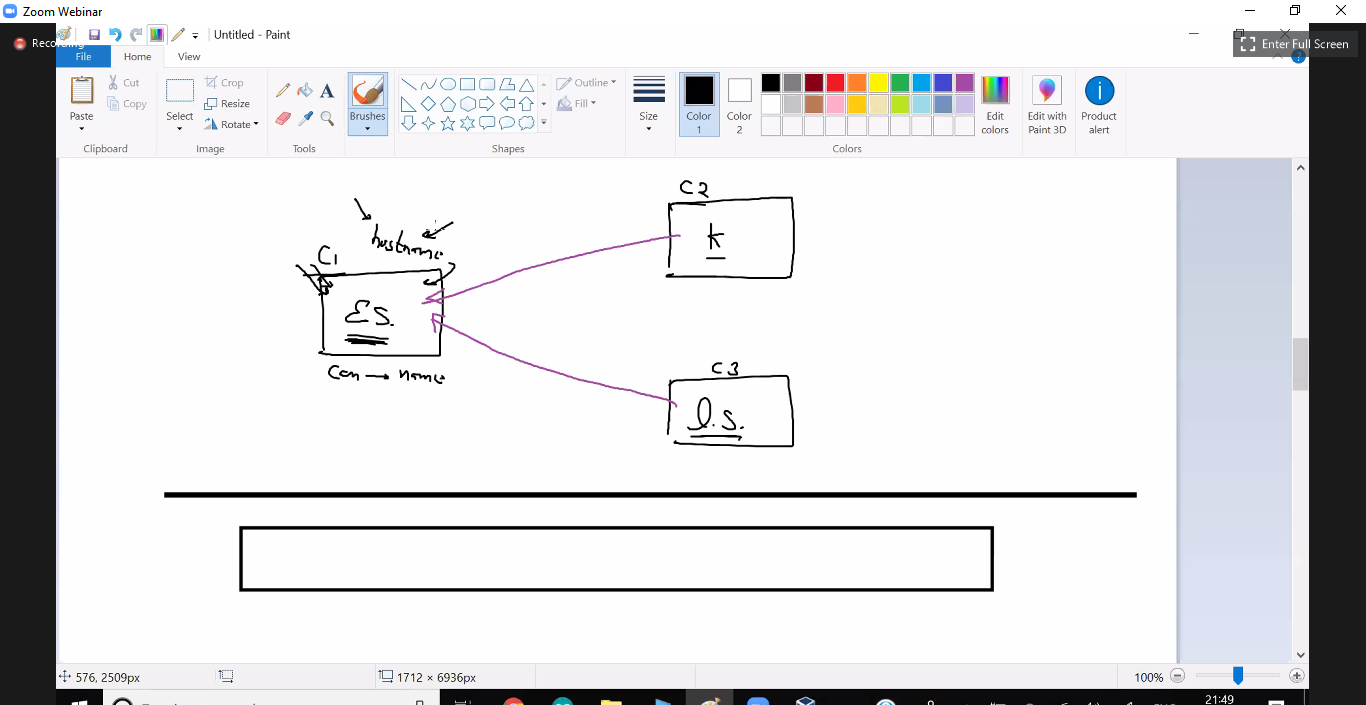 Zoom Webinar
Recording
Untitled - Paint
Enter Full Screen
File
Home
View
Paste
Cut
Copy
Clipboard
Select
Crop
Resize
Rotate
Image
A
Tools
Brushes
Outline
Fill
Shapes
Size
Color 1
Color 2
Edit colors
Colors
Edit with Paint 3D
Product alert
C2
k
hostname
C1
ES.
Con → name
C3
l.s.
576, 2509px
1712 × 6936px
100%
21:49